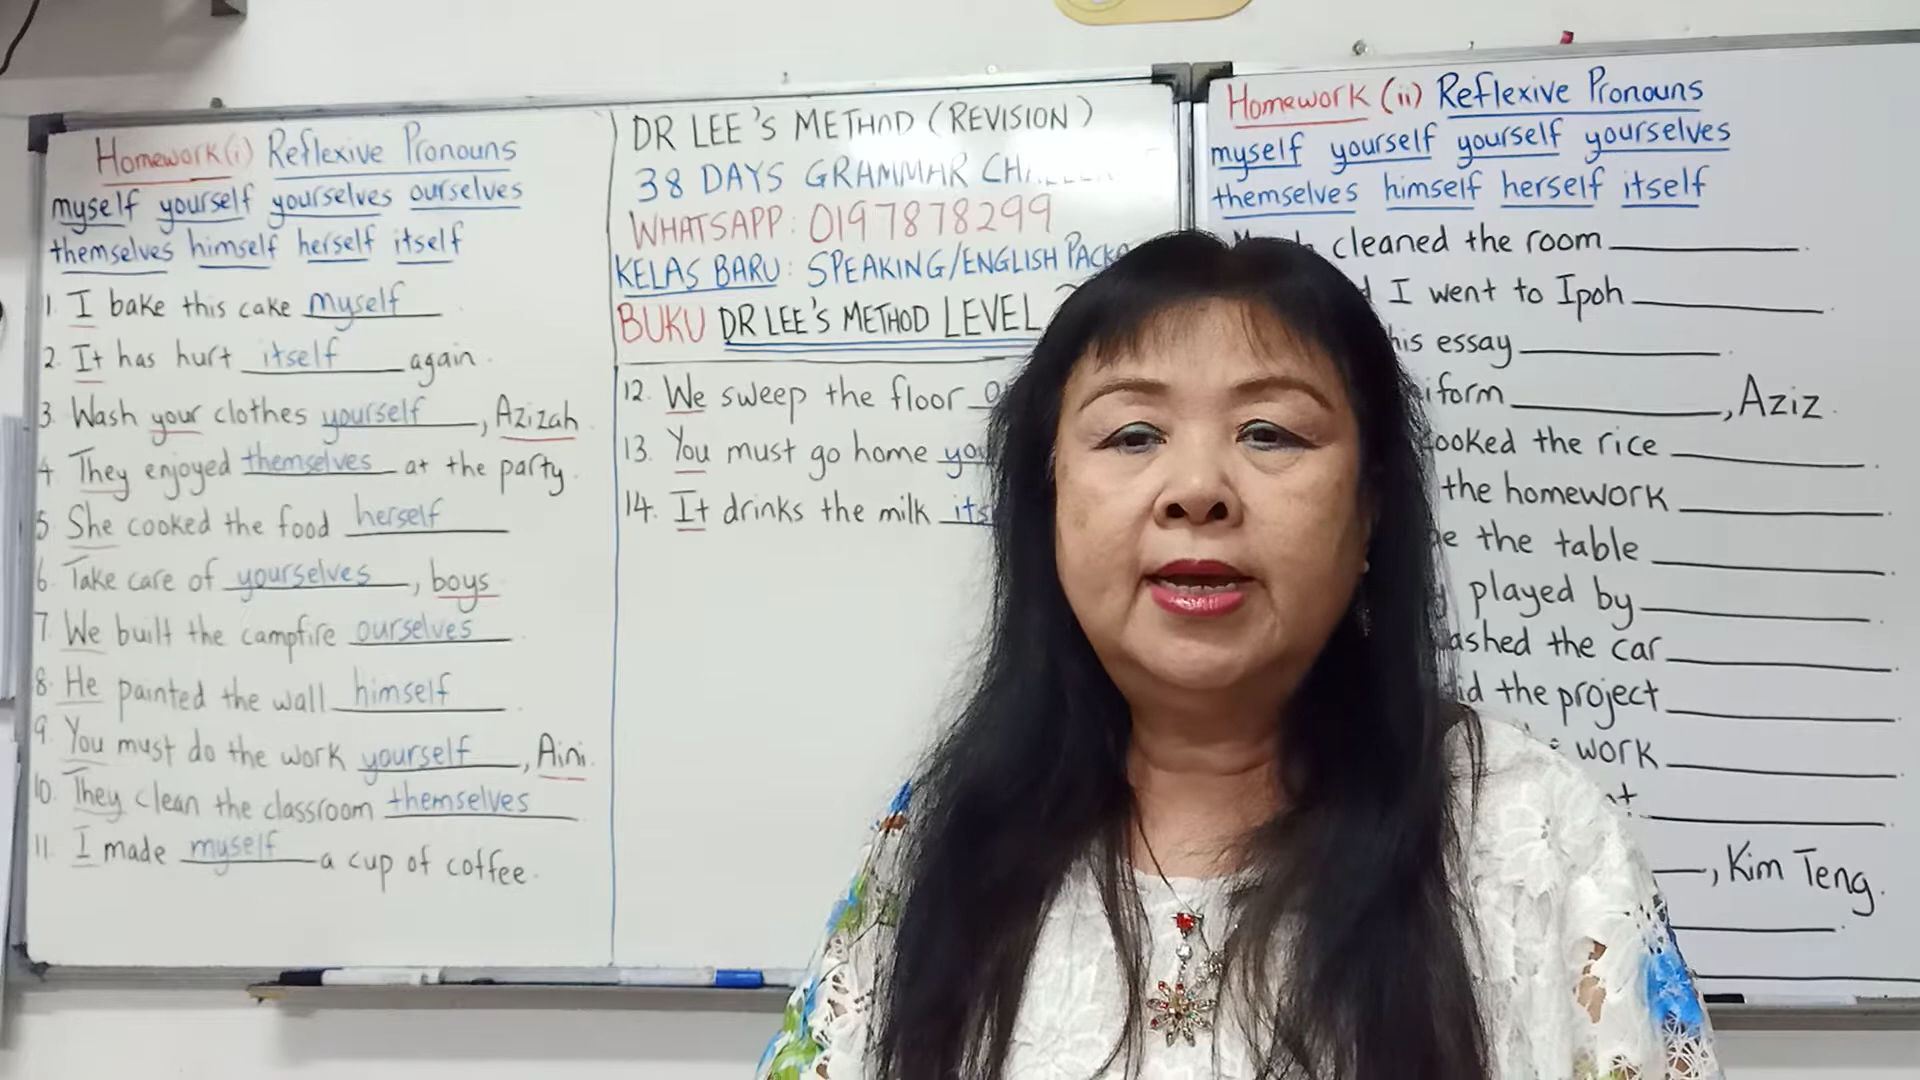 Homework(i) Reflexive Pronouns
myself yourself yourselves ourselves
themselves himself herself itself
1. I bake this cake myself.
2. It has hurt itself again.
3. Wash your clothes yourself, Azizah.
4. They enjoyed themselves at the party.
5 She cooked the food herself.
6. Take care of yourselves, boys.
7. We built the campfire ourselves.
8. He painted the wall himself.
9. You must do the work yourself, Aini.
10. They clean the classroom themselves.
11. I made myself a cup of coffee.
DR LEE'S METHOD (REVISION)
38 DAYS GRAMMAR
WHATSAPP: 0197878299
KELAS BARU: SPEAKING/ENGLISH
BUKU DR LEE'S METHOD LEVEL
12. We sweep the floor
13. You must go home
14. It drinks the milk
Homework (ii) Reflexive Pronouns
myself yourself yourself yourselves
themselves himself herself itself
cleaned the room.
I went to Ipoh.
essay.
, Aziz.
the rice.
the homework.
the table.
played by.
the car.
the project.
work.
, Kim Teng.